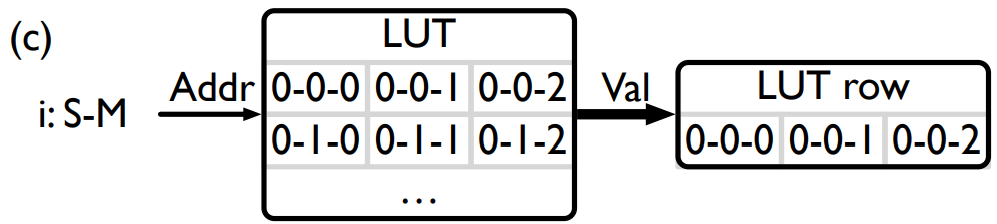 (c)
LUT
i: S-M
Addr
0-0-0 0-0-1 0-0-2
0-1-0 0-1-1 0-1-2
...
Val
LUT row
0-0-0 0-0-1 0-0-2